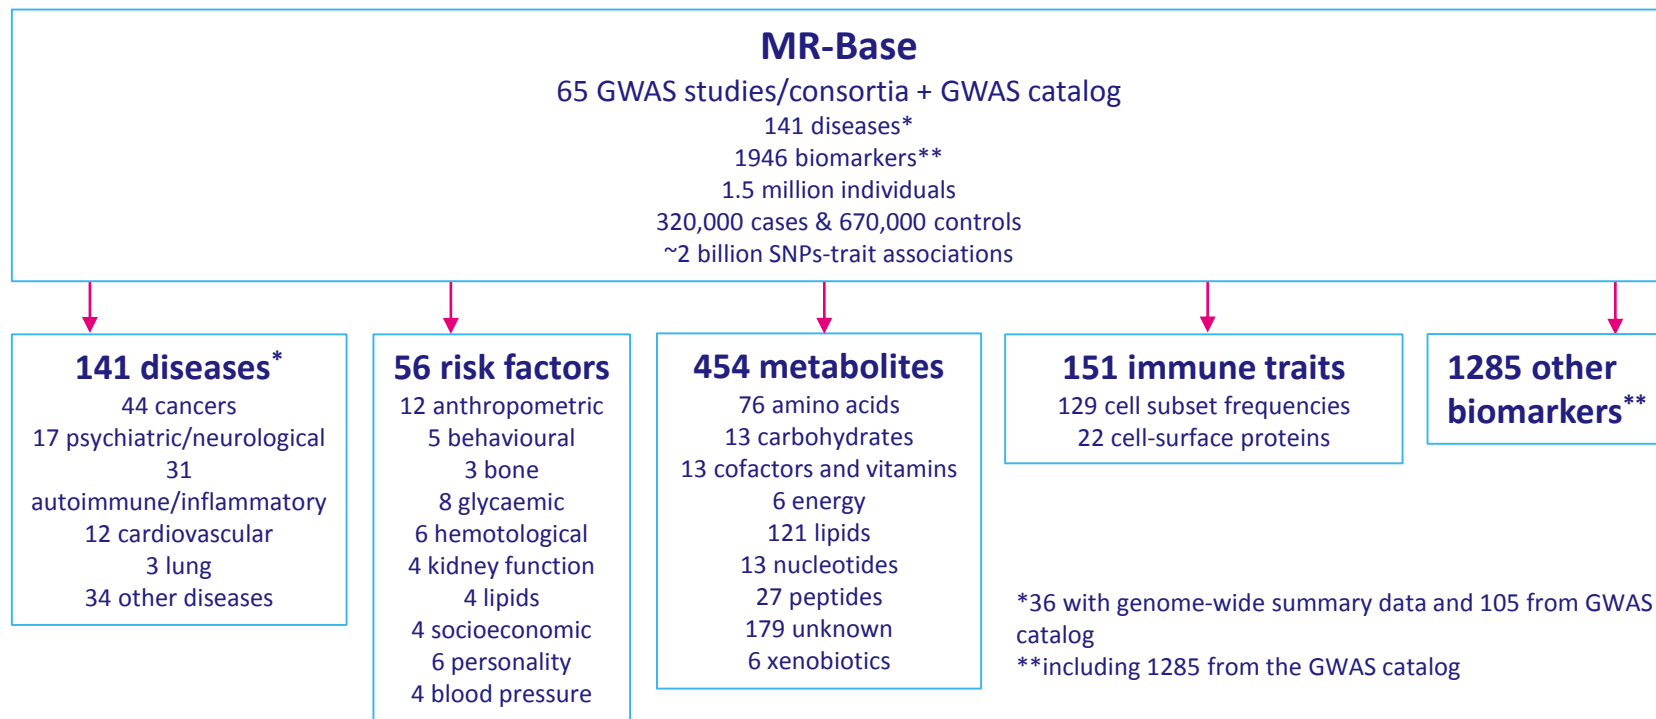 MR-Base
65 GWAS studies/consortia + GWAS catalog
141 diseases*
1946 biomarkers**
1.5 million individuals
320,000 cases & 670,000 controls
~2 billion SNPs-trait associations
141 diseases*
44 cancers
17 psychiatric/neurological
31
autoimmune/inflammatory
12 cardiovascular
3 lung
34 other diseases
56 risk factors
12 anthropometric
5 behavioural
3 bone
8 glycaemic
6 hemotological
4 kidney function
4 lipids
4 socioeconomic
6 personality
4 blood pressure
454 metabolites
76 amino acids
13 carbohydrates
13 cofactors and vitamins
6 energy
121 lipids
13 nucleotides
27 peptides
179 unknown
6 xenobiotics
151 immune traits
129 cell subset frequencies
22 cell-surface proteins
1285 other
biomarkers**
*36 with genome-wide summary data and 105 from GWAS
catalog
**including 1285 from the GWAS catalog